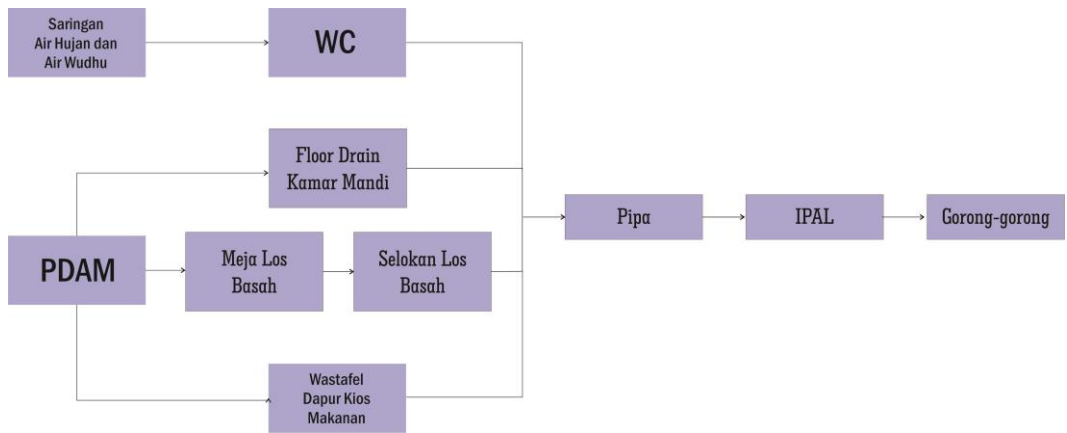 Saringan
Air Hujan dan
Air Wudhu
WC
Floor Drain
Kamar Mandi
PDAM
Meja Los
Basah
Selokan Los
Basah
Wastafel
Dapur Kios
Makanan
Pipa
IPAL
Gorong-gorong